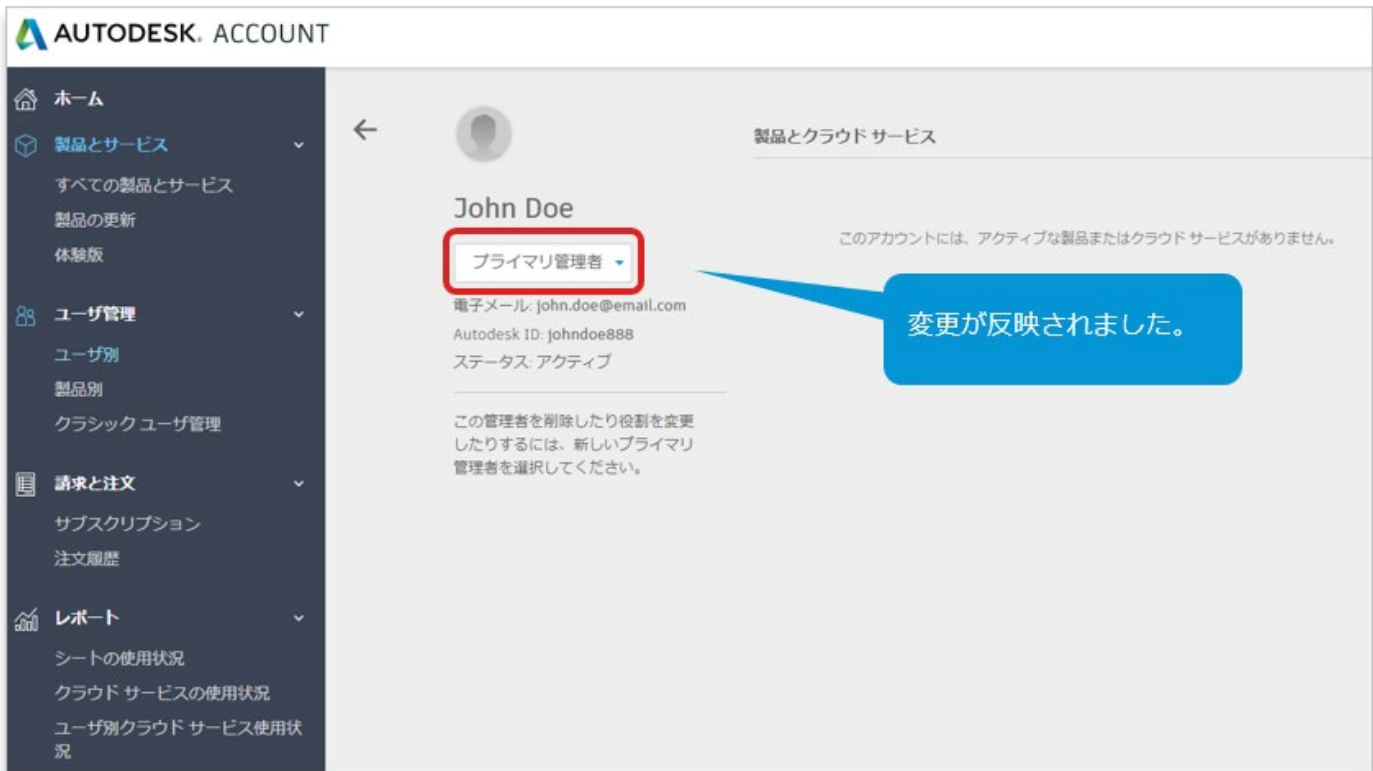 AUTODESK. ACCOUNT
ホーム
製品とサービス
すべての製品とサービス
製品の更新
体験版
ユーザ管理
ユーザ別
製品別
クラシック ユーザ管理
請求と注文
サブスクリプション
注文履歴
レポート
シートの使用状況
クラウド サービスの使用状況
ユーザ別クラウド サービス使用状
況
John Doe
プライマリ管理者
電子メール: john.doe@email.com
Autodesk ID: johndoe888
ステータス: アクティブ
この管理者を削除したり役割を変更
したりするには、新しいプライマリ
管理者を選択してください。
製品とクラウド サービス
このアカウントには、アクティブな製品またはクラウド サービスがありません。
変更が反映されました。